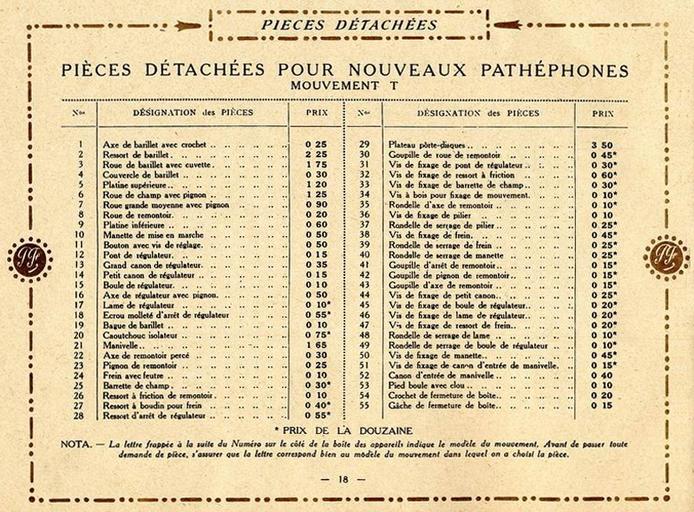 PIECES DÉTACHÉES
PIÈCES DÉTACHÉES POUR NOUVEAUX PATHÉPHONES
MOUVEMENT T
Nos DÉSIGNATION des PIÈCES PRIX
1 Axe de barillet avec crochet 0 25
2 Ressort de barillet 2 25
3 Roue de barillet avec cuvette 1 75
4 Couvercle de barillet 0 30
5 Platine supérieure 1 20
6 Roue de champ avec pignon 1 25
7 Roue grande moyenne avec pignon 0 90
8 Roue de remontoir 0 20
9 Platine inférieure 0 60
10 Manette de mise en marche 0 50
11 Bouton avec vis de réglage 0 50
12 Pont de régulateur 0 15
13 Grand canon de régulateur 0 35
14 Petit canon de régulateur 0 15
15 Boule de régulateur 0 10
16 Axe de régulateur avec pignon 0 50
17 Lame de régulateur 0 10*
18 Ecrou molleté d'arrêt de régulateur 0 55*
19 Bague de barillet 0 10
20 Caoutchouc isolateur 0 75*
21 Manivelle 1 65
22 Axe de remontoir percé 0 30
23 Pignon de remontoir 0 25
24 Frein avec feutre 0 10
25 Barrette de champ 0 30*
26 Ressort à friction de remontoir 0 10
27 Ressort à boudin pour frein 0 40*
28 Ressort d'arrêt de régulateur 0 55*
Nos DÉSIGNATION des PIÈCES PRIX
29 Plateau porte-disques 3 50
30 Goupille de roue de remontoir 0 45*
31 Vis de fixage de pont de régulateur 0 30*
32 Vis de fixage de ressort à friction 0 60*
33 Vis de fixage de barrette de champ 0 30*
34 Vis à bois pour fixage de mouvement 0 10*
35 Rondelle d'axe de remontoir 0 10
36 Vis de fixage de pilier 0 10
37 Rondelle de serrage de pilier 0 25*
38 Vis de fixage de frein 0 45*
39 Rondelle de serrage de frein 0 25*
40 Rondelle de serrage de manette 0 25*
41 Goupille d'arrêt de remontoir 0 15*
42 Goupille de pignon de remontoir 0 15*
43 Goupille d'axe de remontoir 0 15*
44 Vis de fixage de petit canon 0 25*
45 Vis de fixage de boule de régulateur 0 20*
46 Vis de fixage de lame de régulateur 0 20*
47 Vis de fixage de ressort de frein 0 20*
48 Rondelle de serrage de lame 0 10*
49 Rondelle de serrage de boule de régulateur 0 10*
50 Vis de fixage de manette 0 45*
51 Vis de fixage de canon d'entrée de manivelle 0 15*
52 Canon d'entrée de manivelle 0 40
53 Pied boule avec clou 0 10
54 Crochet de fermeture de boîte 0 20
55 Gâche de fermeture de boîte 0 15
* PRIX DE LA DOUZAINE
NOTA. — La lettre frappée à la suite du Numéro sur le côté de la boîte des appareils indique le modèle du mouvement. Avant de passer toute
demande de pièce, s'assurer que la lettre correspond bien au modèle du mouvement dans lequel on a choisi la pièce.
— 18 —